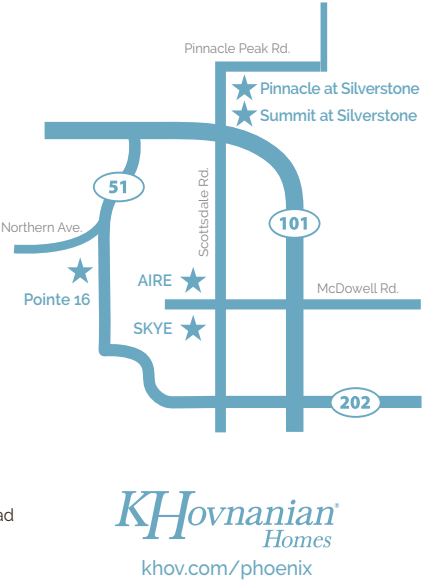 Pinnacle Peak Rd.
Pinnacle at Silverstone
Summit at Silverstone
Scottsdale Rd.
51
101
Northern Ave.
Pointe 16
AIRE
McDowell Rd.
SKYE
202
ad
KHovnanian®
Homes
khov.com/phoenix